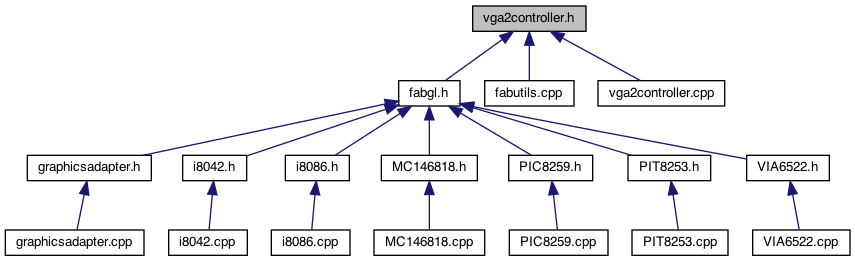 vga2controller.h
fabgl.h
fabutils.cpp
vga2controller.cpp
graphicsadapter.h
i8042.h
i8086.h
MC146818.h
PIC8259.h
PIT8253.h
VIA6522.h
graphicsadapter.cpp
i8042.cpp
i8086.cpp
MC146818.cpp
PIC8259.cpp
PIT8253.cpp
VIA6522.cpp